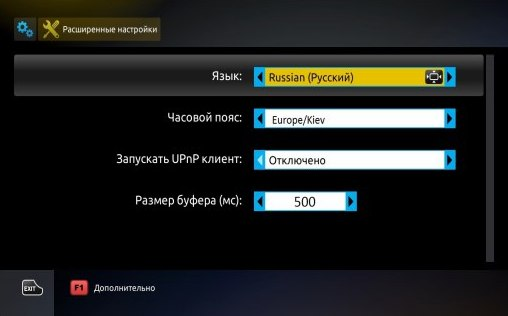 Расширенные настройки
Язык: Russian (Русский)
Часовой пояс: Europe/Kiev
Запускать UPnP клиент: Отключено
Размер буфера (мс): 500
EXIT F1 Дополнительно